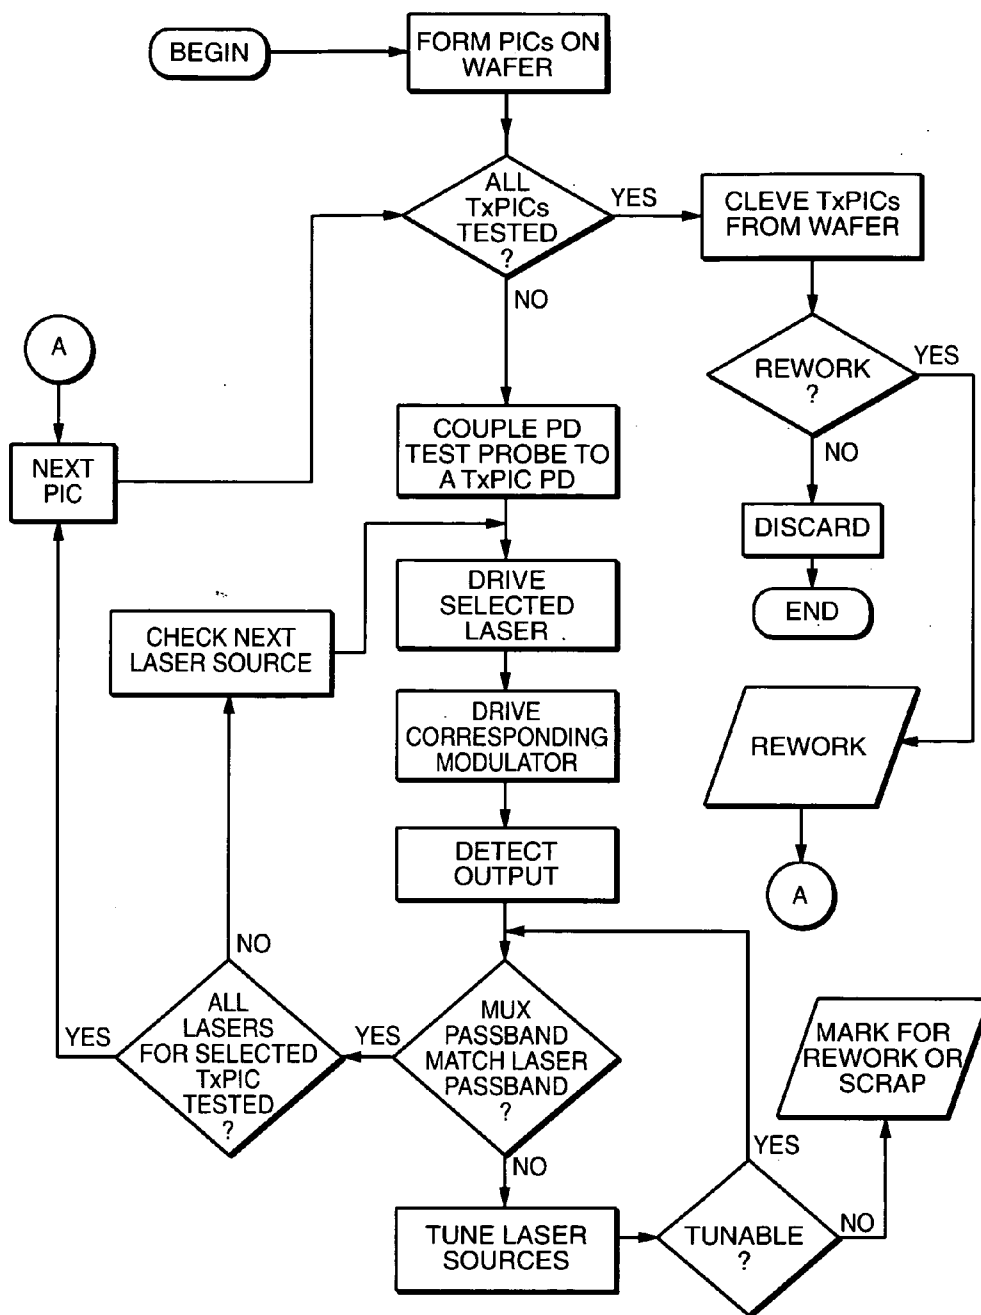 BEGIN
FORM PICs ON
WAFER
ALL
TxPICs
TESTED
?
YES
CLEVE TxPICs
FROM WAFER
NO
A
REWORK
?
YES
NEXT
PIC
COUPLE PD
TEST PROBE TO
A TxPIC PD
NO
DISCARD
END
DRIVE
SELECTED
LASER
CHECK NEXT
LASER SOURCE
DRIVE
CORRESPONDING
MODULATOR
REWORK
DETECT
OUTPUT
A
NO
ALL
LASERS
FOR SELECTED
TxPIC
TESTED
?
YES
YES
MUX
PASSBAND
MATCH LASER
PASSBAND
?
MARK FOR
REWORK OR
SCRAP
NO
YES
TUNE LASER
SOURCES
TUNABLE
?
NO